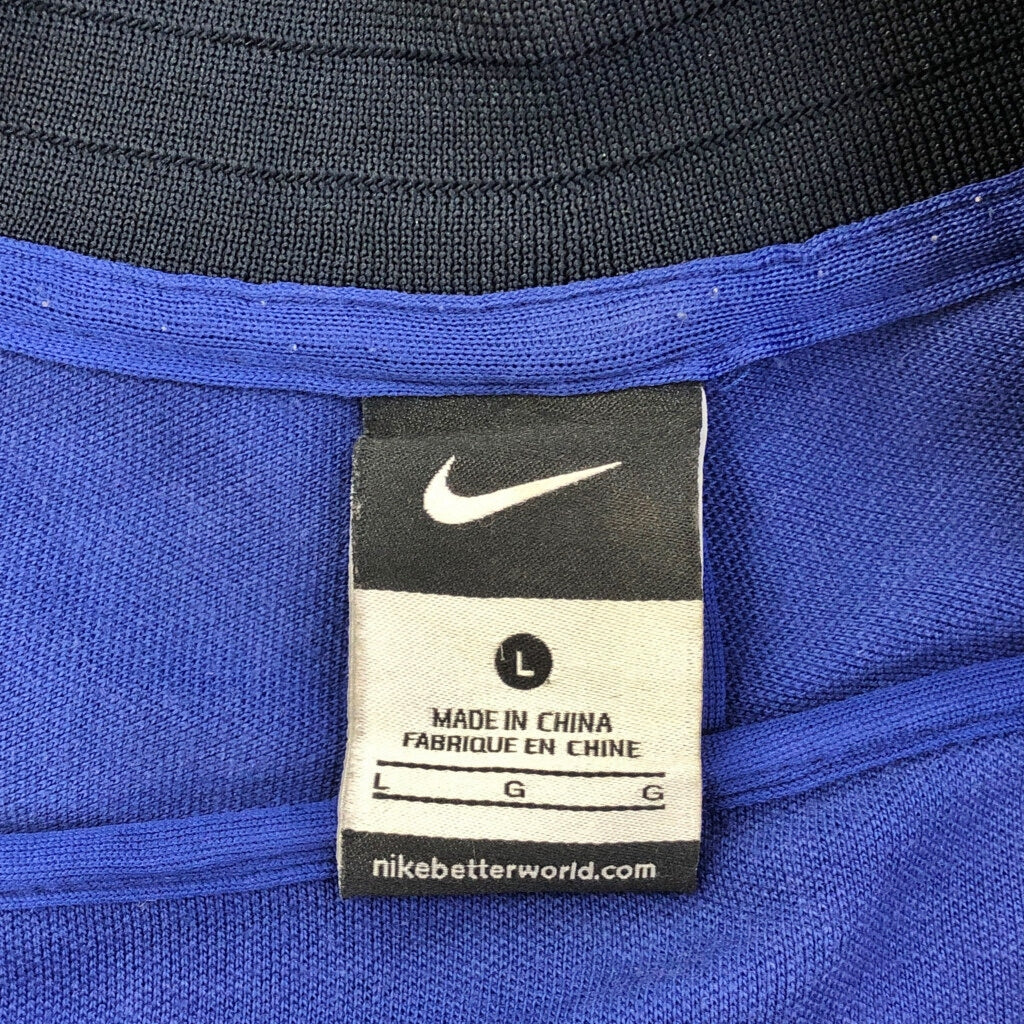 L
MADE IN CHINA
FABRIQUE EN CHINE
L G G
nikebetterworld.com